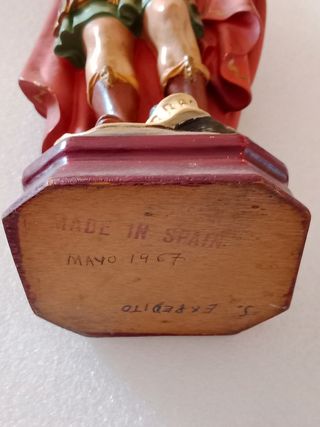 MADE IN SPAIN
MAYO 1967
S. EXPEDITO